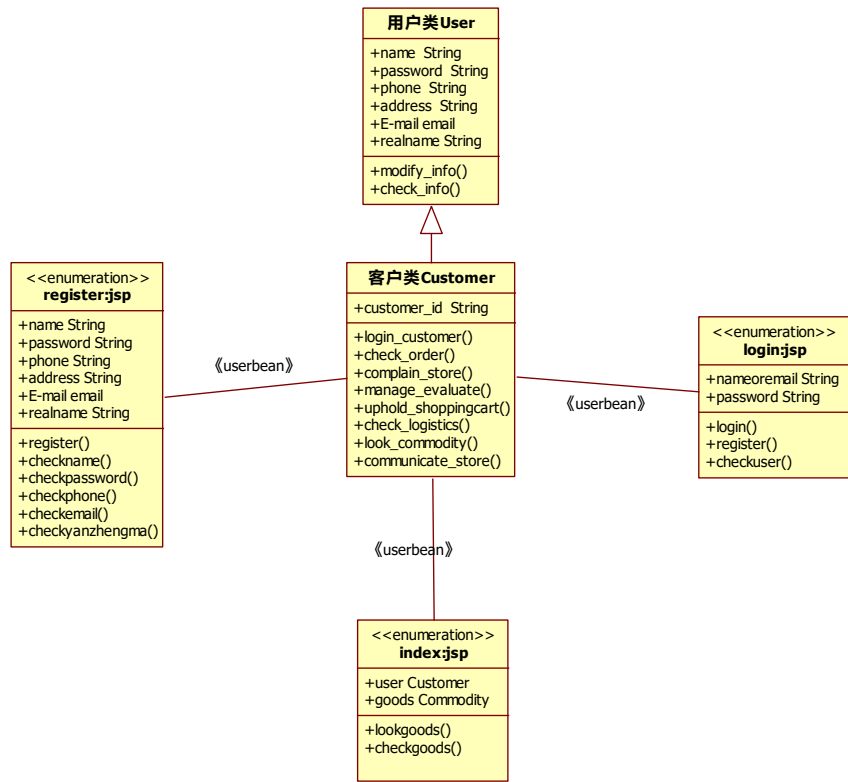 用户类User
+name  String
+password  String
+phone  String
+address  String
+E-mail email
+realname String
+modify_info()
+check_info()
<<enumeration>>
register:jsp
+name String
+password String
+phone String
+address String
+E-mail email
+realname String
+register()
+checkname()
+checkpassword()
+checkphone()
+checkemail()
+checkyanzhengma()
《userbean》
客户类Customer
+customer_id  String
+login_customer()
+check_order()
+complain_store()
+manage_evaluate()
+uphold_shoppingcart()
+check_logistics()
+look_commodity()
+communicate_store()
《userbean》
<<enumeration>>
login:jsp
+nameoremail String
+password String
+login()
+register()
+checkuser()
《userbean》
<<enumeration>>
index:jsp
+user Customer
+goods Commodity
+lookgoods()
+checkgoods()